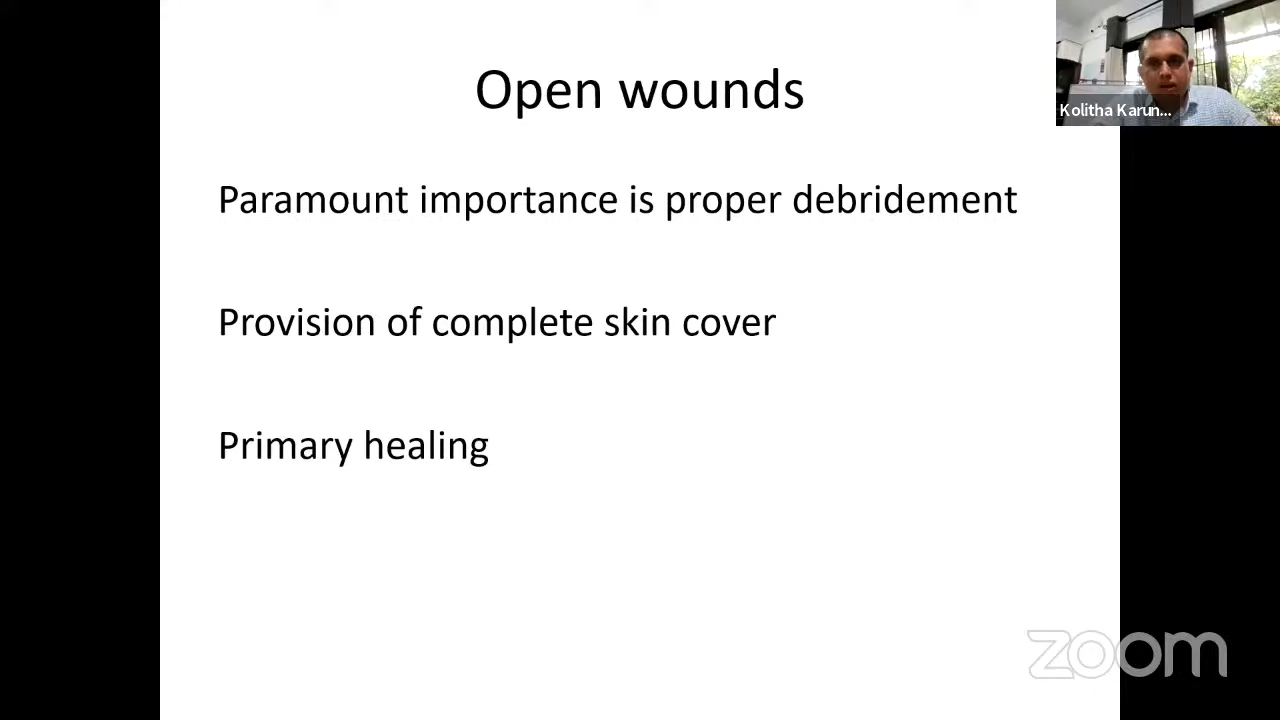 Open wounds
Kolitha Karun...
Paramount importance is proper debridement
Provision of complete skin cover
Primary healing
zoom